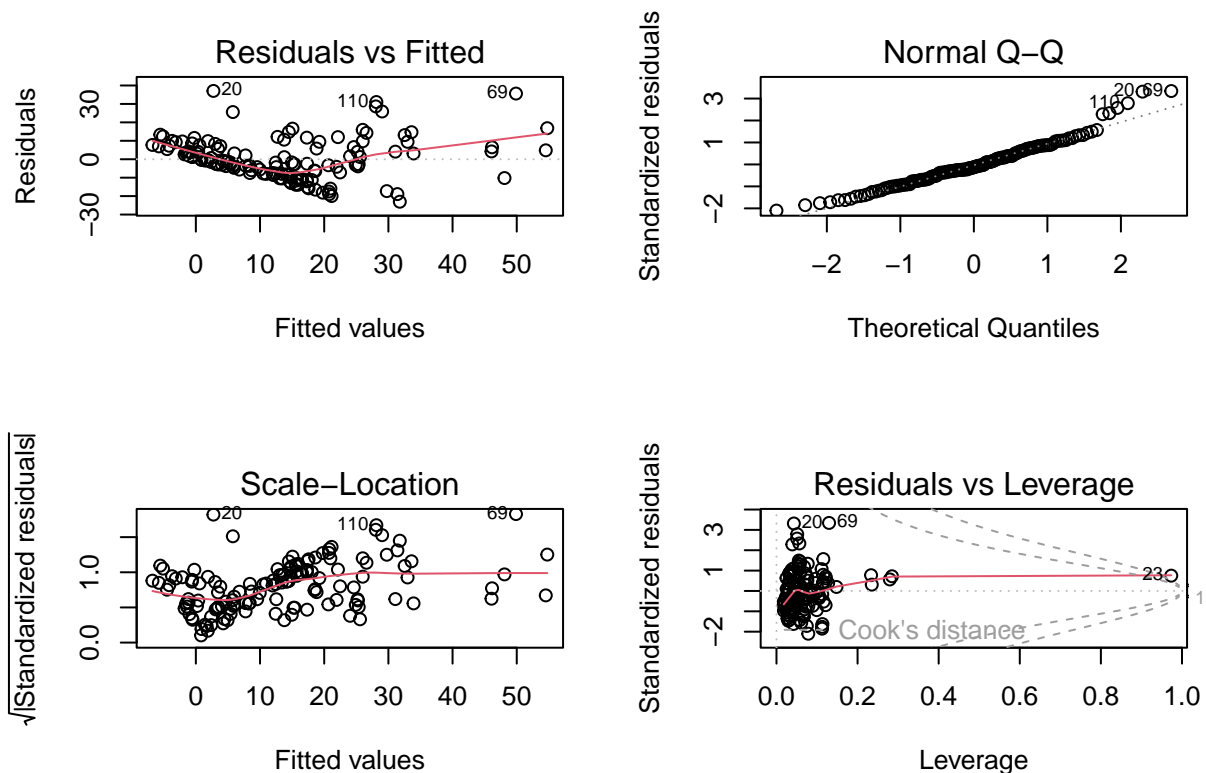 Residuals vs Fitted
Residuals
30
0
−30
20
110
69
0 10 20 30 40 50
Fitted values
Normal Q−Q
Standardized residuals
3
1
−2
110
20
69
−2 −1 0 1 2
Theoretical Quantiles
Scale−Location
√|Standardized residuals|
1.0
0.0
20
110
69
0 10 20 30 40 50
Fitted values
Residuals vs Leverage
Standardized residuals
3
1
−2
20
69
23
1
Cook's distance
0.0 0.2 0.4 0.6 0.8 1.0
Leverage